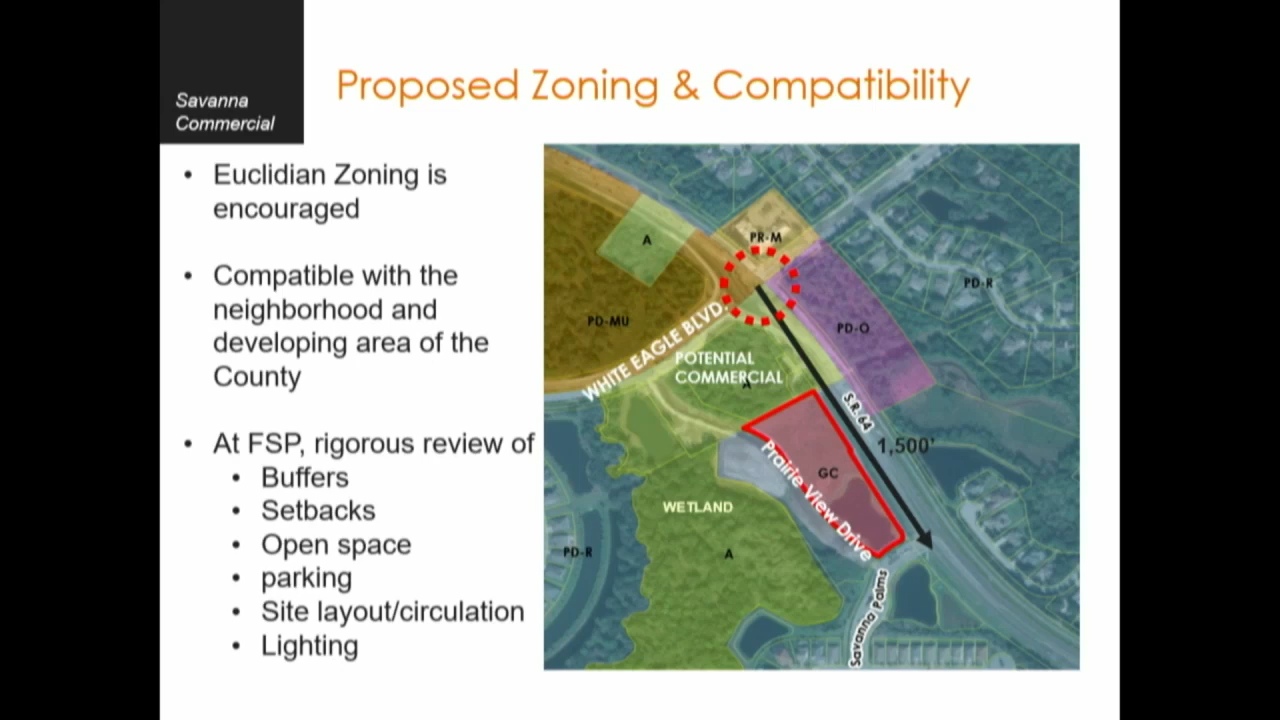 Savanna
Commercial
Proposed Zoning & Compatibility
• Euclidian Zoning is
encouraged
• Compatible with the
neighborhood and
developing area of the
County
• At FSP, rigorous review of
• Buffers
• Setbacks
• Open space
• parking
• Site layout/circulation
• Lighting
A
PR-M
PD-R
PD-MU
PD-O
WHITE EAGLE BLVD.
POTENTIAL
COMMERCIAL
A
S.R. 64
1,500'
GC
Prairie View Drive
WETLAND
A
PD-R
Savanna Palms